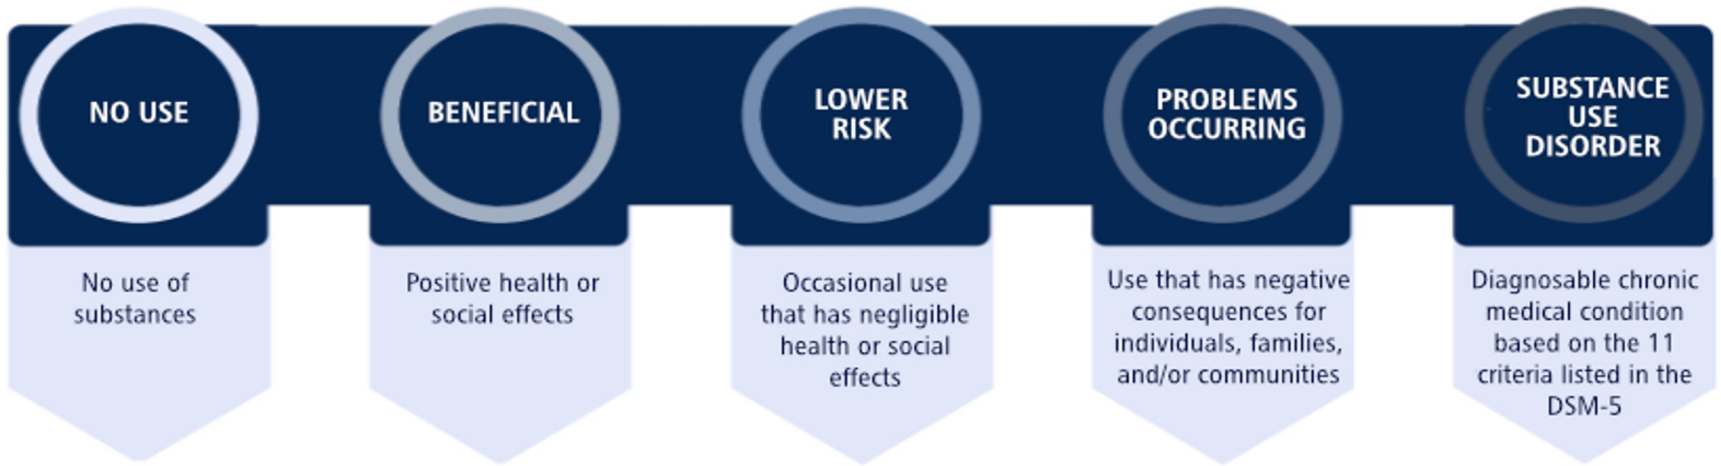 NO USE
No use of
substances
BENEFICIAL
Positive health or
social effects
LOWER
RISK
Occasional use
that has negligible
health or social
effects
PROBLEMS
OCCURRING
Use that has negative
consequences for
individuals, families,
and/or communities
SUBSTANCE
USE
DISORDER
Diagnosable chronic
medical condition
based on the 11
criteria listed in the
DSM-5